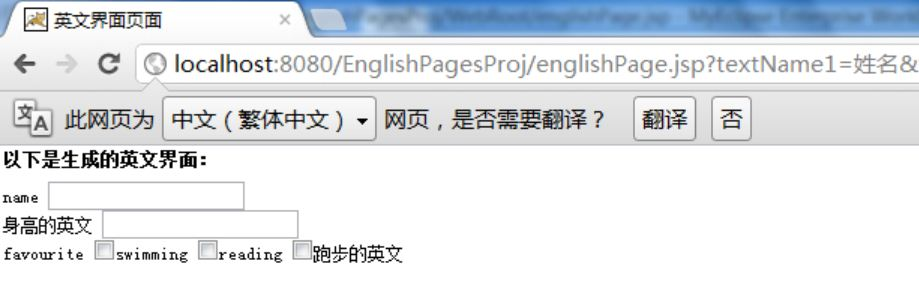 英文界面页面
localhost:8080/EnglishPagesProj/englishPage.jsp?textName1=姓名&
此网页为 中文（繁体中文） 网页，是否需要翻译？ 翻译 否
以下是生成的英文界面：
name
身高的英文
favourite swimming reading 跑步的英文